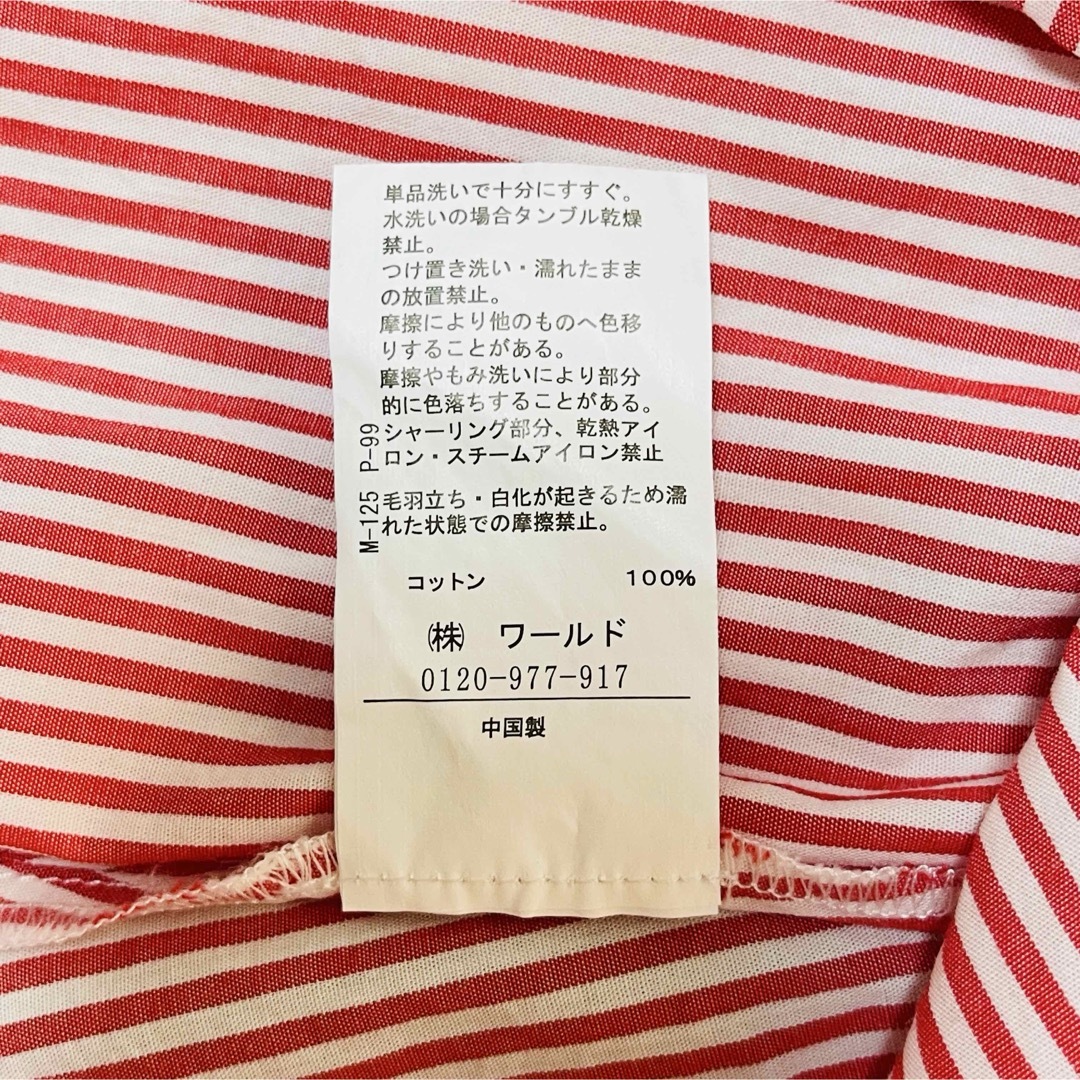 単品洗いで十分にすすぐ。
水洗いの場合タンブル乾燥
禁止。
つけ置き洗い・濡れたまま
の放置禁止。
摩擦により他のものへ色移
りすることがある。
摩擦やもみ洗いにより部分
的に色落ちすることがある。
シャーリング部分、乾熱アイ
ロン・スチームアイロン禁止
毛羽立ち・白化が起きるため濡
れた状態での摩擦禁止。
M-125 P-99
コットン 100%
㈱ ワールド
0120-977-917
中国製